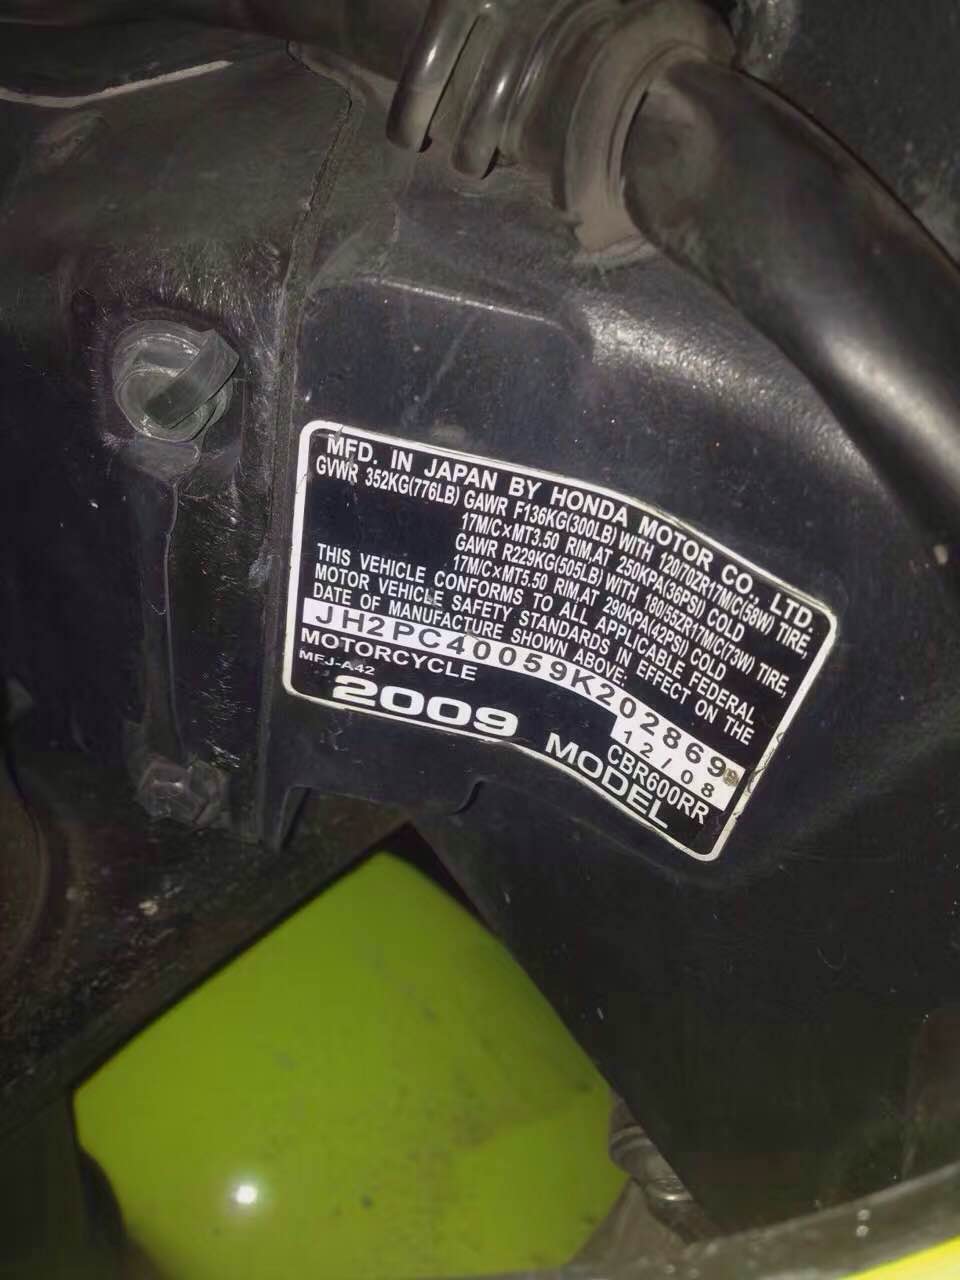 MFD. IN JAPAN BY HONDA MOTOR CO., LTD.
GVWR 352KG(776LB) GAWR F136KG(300LB) WITH 120/70ZR17M/C(58W) TIRE,
17M/C×MT3.50 RIM,AT 250KPA(36PSI) COLD
GAWR R229KG(505LB) WITH 180/55ZR17M/C(73W) TIRE,
17M/C×MT5.50 RIM,AT 290KPA(42PSI) COLD
THIS VEHICLE CONFORMS TO ALL APPLICABLE FEDERAL
MOTOR VEHICLE SAFETY STANDARDS IN EFFECT ON THE
DATE OF MANUFACTURE SHOWN ABOVE:
JH2PC40059K202869
MOTORCYCLE 12/08
MFJ-A42 CBR600RR
2009 MODEL